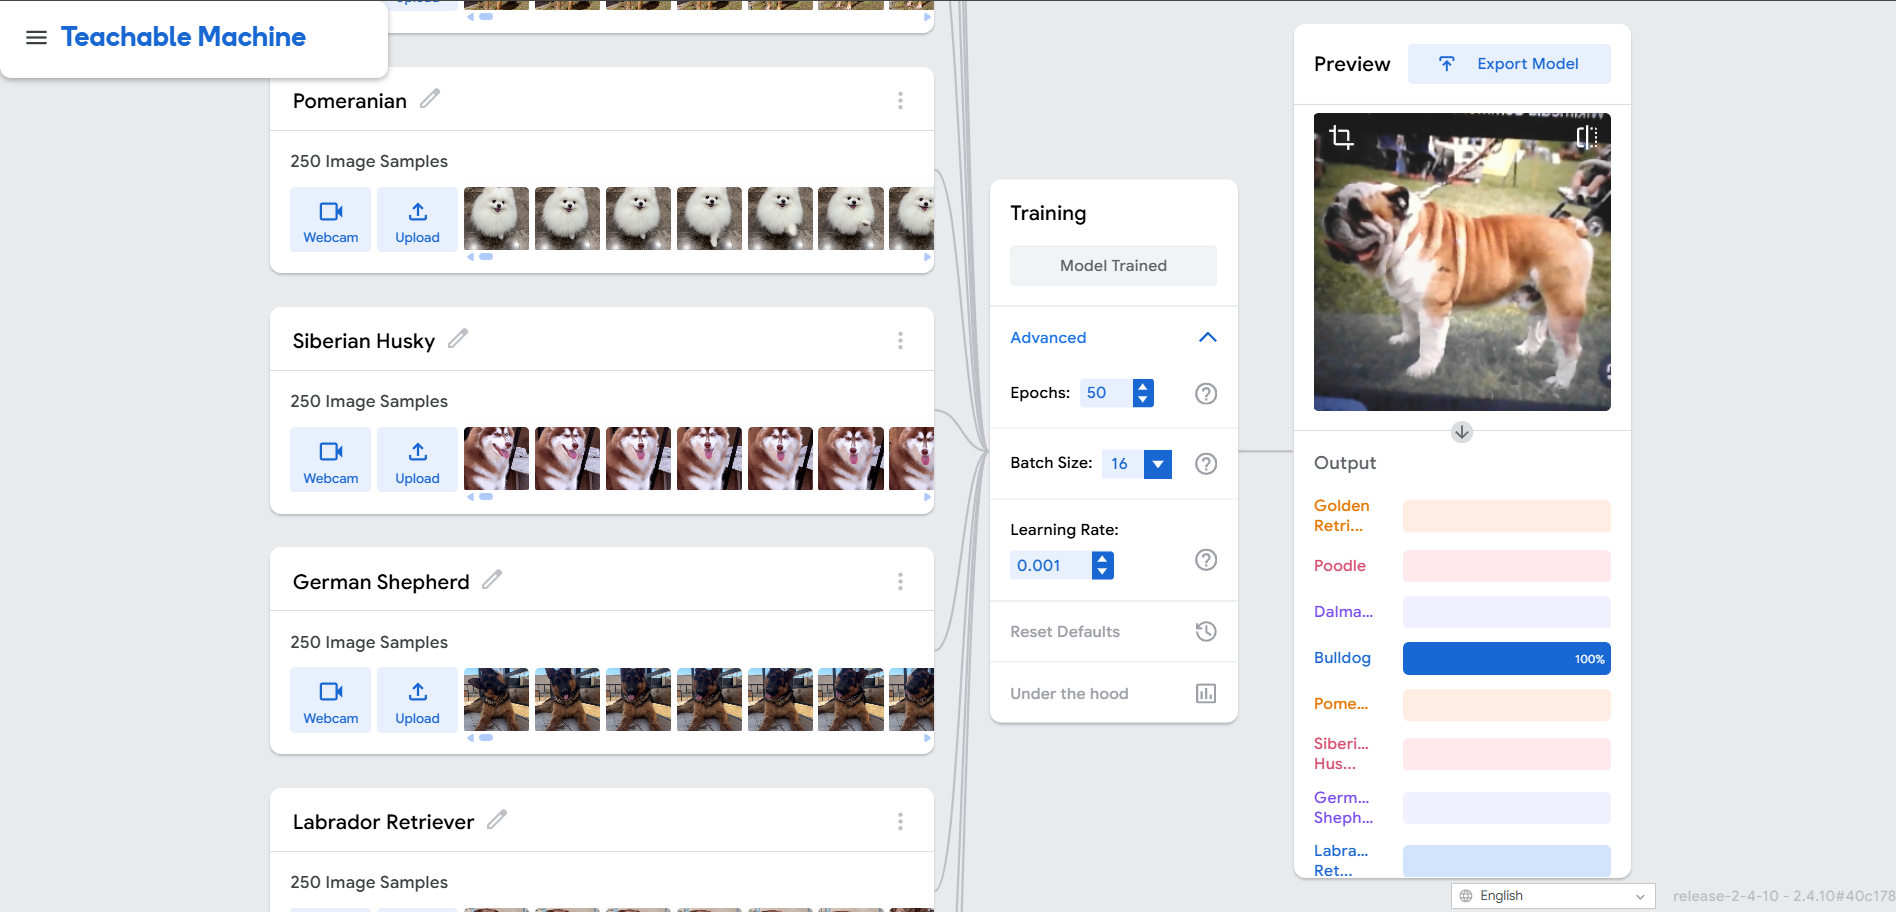 Teachable Machine
Pomeranian
250 Image Samples
Webcam
Upload
Siberian Husky
250 Image Samples
Webcam
Upload
German Shepherd
250 Image Samples
Webcam
Upload
Labrador Retriever
250 Image Samples
Training
Model Trained
Advanced
Epochs: 50
Batch Size: 16
Learning Rate:
0.001
Reset Defaults
Under the hood
Preview
Export Model
Output
Golden
Retri...
Poodle
Dalma...
Bulldog
100%
Pome...
Siberi...
Hus...
Germ...
Sheph...
Labra...
Ret...
English
release-2-4-10 - 2.4.10#40c178